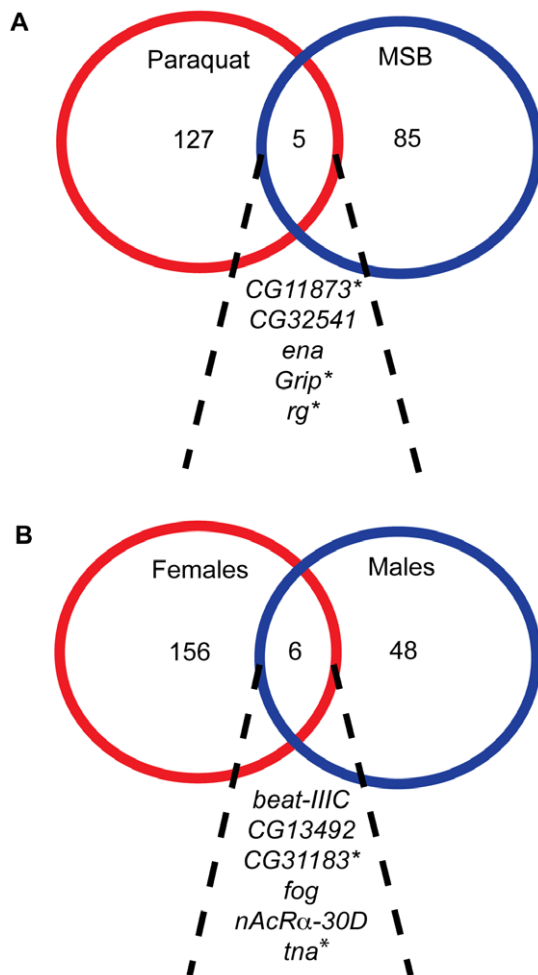 A
Paraquat MSB
127 5 85
CG11873*
CG32541
ena
Grip*
rg*
B
Females Males
156 6 48
beat-IIIC
CG13492
CG31183*
fog
nAcRα-30D
tna*